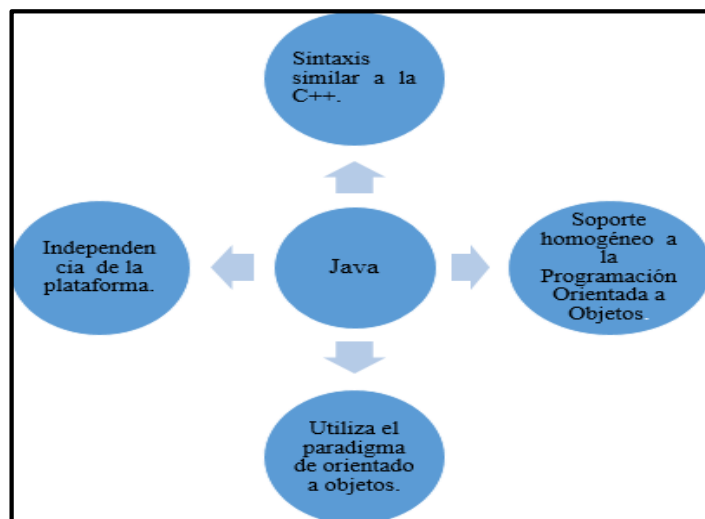 Sintaxis
similar a la
C++.
Independen
cia de la
plataforma.
Java
Soporte
homogéneo a
la
Programación
Orientada a
Objetos.
Utiliza el
paradigma
de orientado
a objetos.